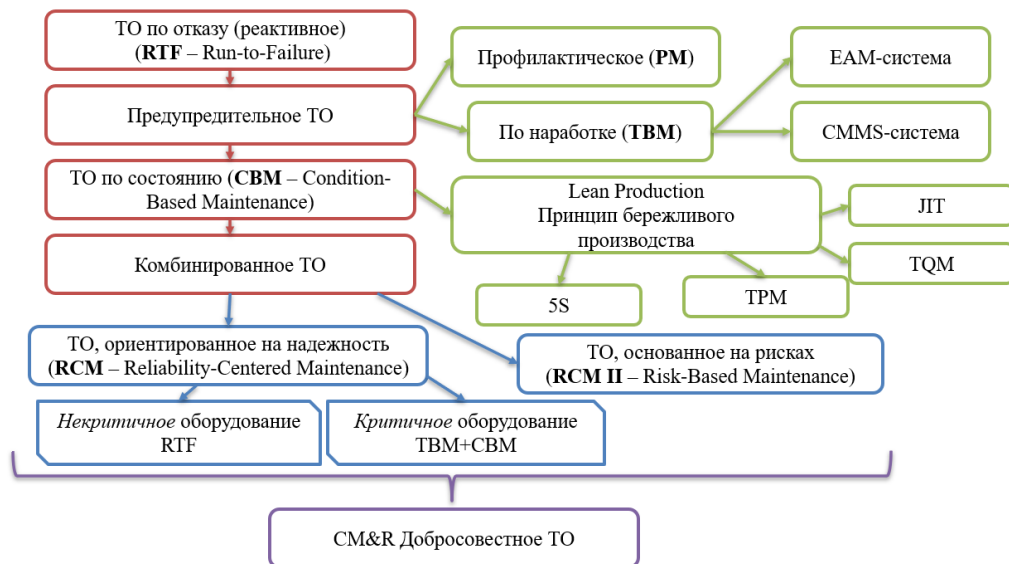 ТО по отказу (реактивное)
(RTF – Run-to-Failure)
Профилактическое (PM)
EAM-система
Предупредительное ТО
По наработке (TBM)
CMMS-система
ТО по состоянию (CBM – Condition-
Based Maintenance)
Lean Production
Принцип бережливого
производства
JIT
TQM
Комбинированное ТО
5S
TPM
ТО, ориентированное на надежность
(RCM – Reliability-Centered Maintenance)
ТО, основанное на рисках
(RCM II – Risk-Based Maintenance)
Некритичное оборудование
RTF
Критичное оборудование
TBM+CBM
CM&R Добросовестное ТО